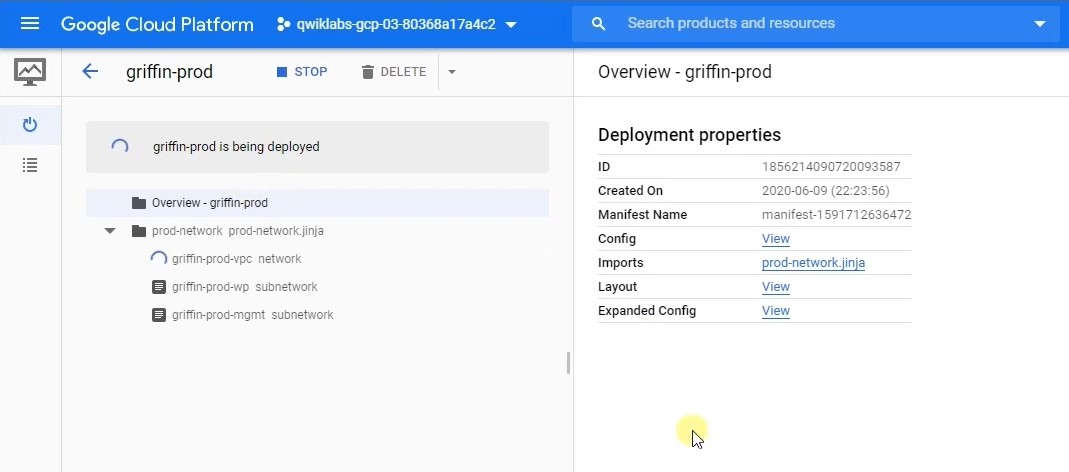 Google Cloud Platform qwiklabs-gcp-03-80368a17a4c2 Search products and resources
griffin-prod STOP DELETE
griffin-prod is being deployed
Overview - griffin-prod
prod-network prod-network.jinja
griffin-prod-vpc network
griffin-prod-wp subnetwork
griffin-prod-mgmt subnetwork
Overview - griffin-prod
Deployment properties
ID 1856214090720093587
Created On 2020-06-09 (22:23:56)
Manifest Name manifest-1591712636472
Config View
Imports prod-network.jinja
Layout View
Expanded Config View